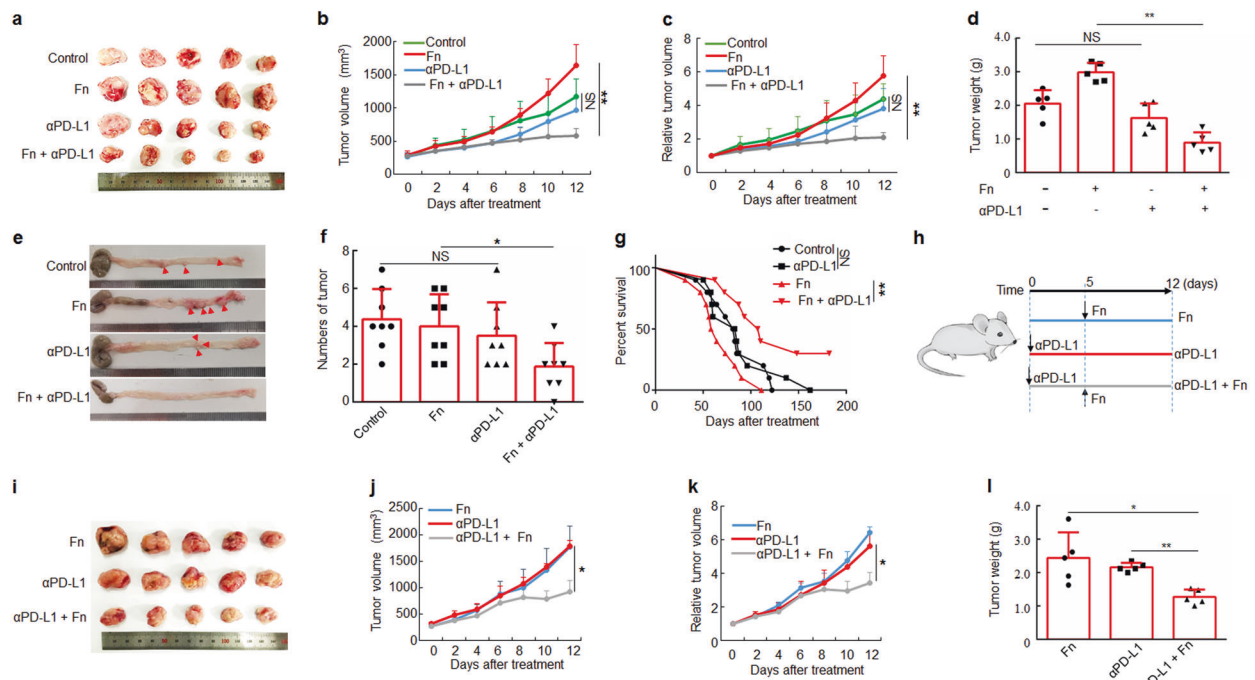 a
Control
Fn
αPD-L1
Fn + αPD-L1
b
Tumor volume (mm³)
2000
1500
1000
500
0
Control
Fn
αPD-L1
Fn + αPD-L1
NS
**
0 2 4 6 8 10 12
Days after treatment
c
Relative tumor volume
8
6
4
2
0
Control
Fn
αPD-L1
Fn + αPD-L1
NS
**
0 2 4 6 8 10 12
Days after treatment
d
Tumor weight (g)
4.0
3.0
2.0
1.0
0
**
NS
Fn - + - +
αPD-L1 - - + +
e
Control
Fn
αPD-L1
Fn + αPD-L1
f
Numbers of tumor
8
6
4
2
0
*
NS
Control
Fn
αPD-L1
Fn + αPD-L1
g
Percent survival
100
50
0
Control
αPD-L1
Fn
Fn + αPD-L1
NS
**
0 50 100 150 200
Days after treatment
h
Time 0 5 12 (days)
Fn
Fn
αPD-L1
αPD-L1
αPD-L1
αPD-L1 + Fn
Fn
i
Fn
αPD-L1
αPD-L1 + Fn
j
Tumor volume (mm³)
2500
2000
1500
1000
500
0
Fn
αPD-L1
αPD-L1 + Fn
*
0 2 4 6 8 10 12
Days after treatment
k
Relative tumor volume
8
6
4
2
0
Fn
αPD-L1
αPD-L1 + Fn
*
0 2 4 6 8 10 12
Days after treatment
l
Tumor weight (g)
4.0
3.0
2.0
1.0
0
*
**
Fn
αPD-L1
D-L1 + Fn